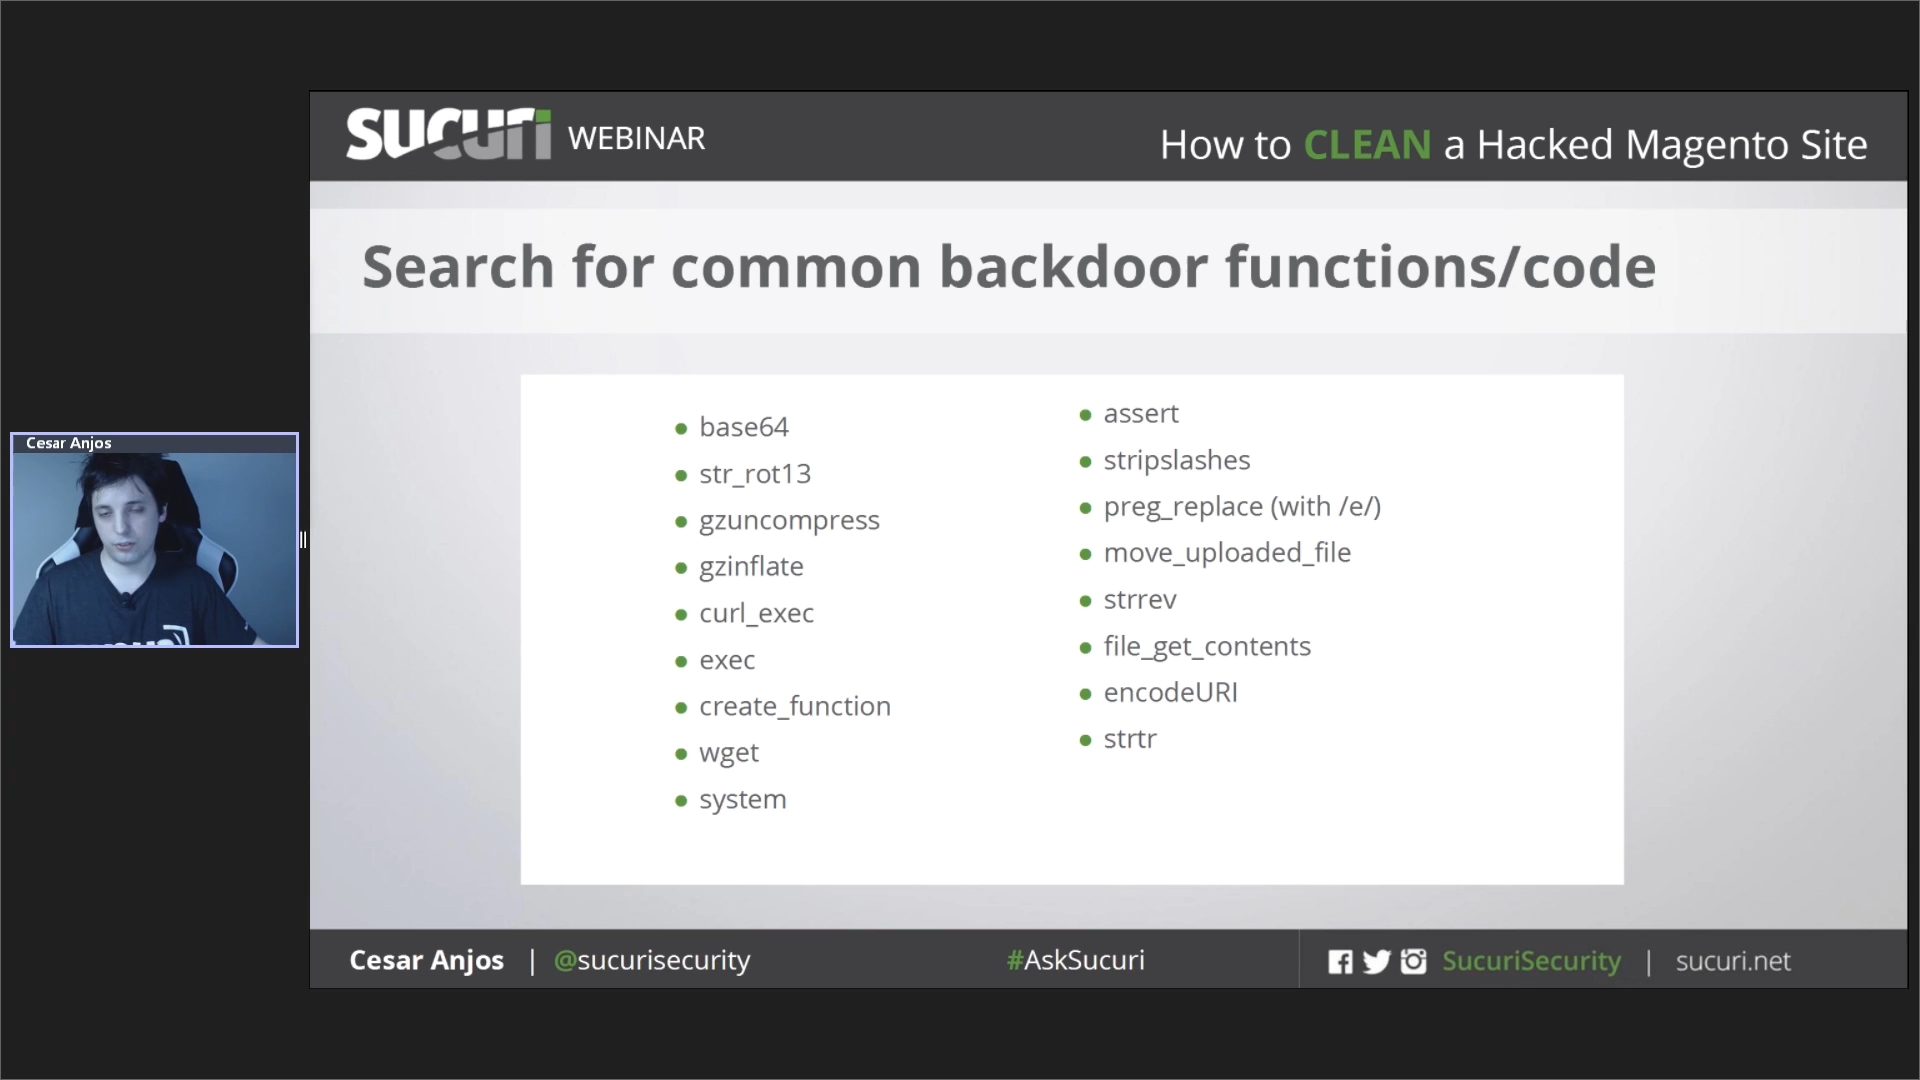 sucuri WEBINAR
How to CLEAN a Hacked Magento Site
Search for common backdoor functions/code
base64
str_rot13
gzuncompress
gzinflate
curl_exec
exec
create_function
wget
system
assert
stripslashes
preg_replace (with /e/)
move_uploaded_file
strrev
file_get_contents
encodeURI
strtr
Cesar Anjos
Cesar Anjos | @sucurisecurity
#AskSucuri
SucuriSecurity | sucuri.net